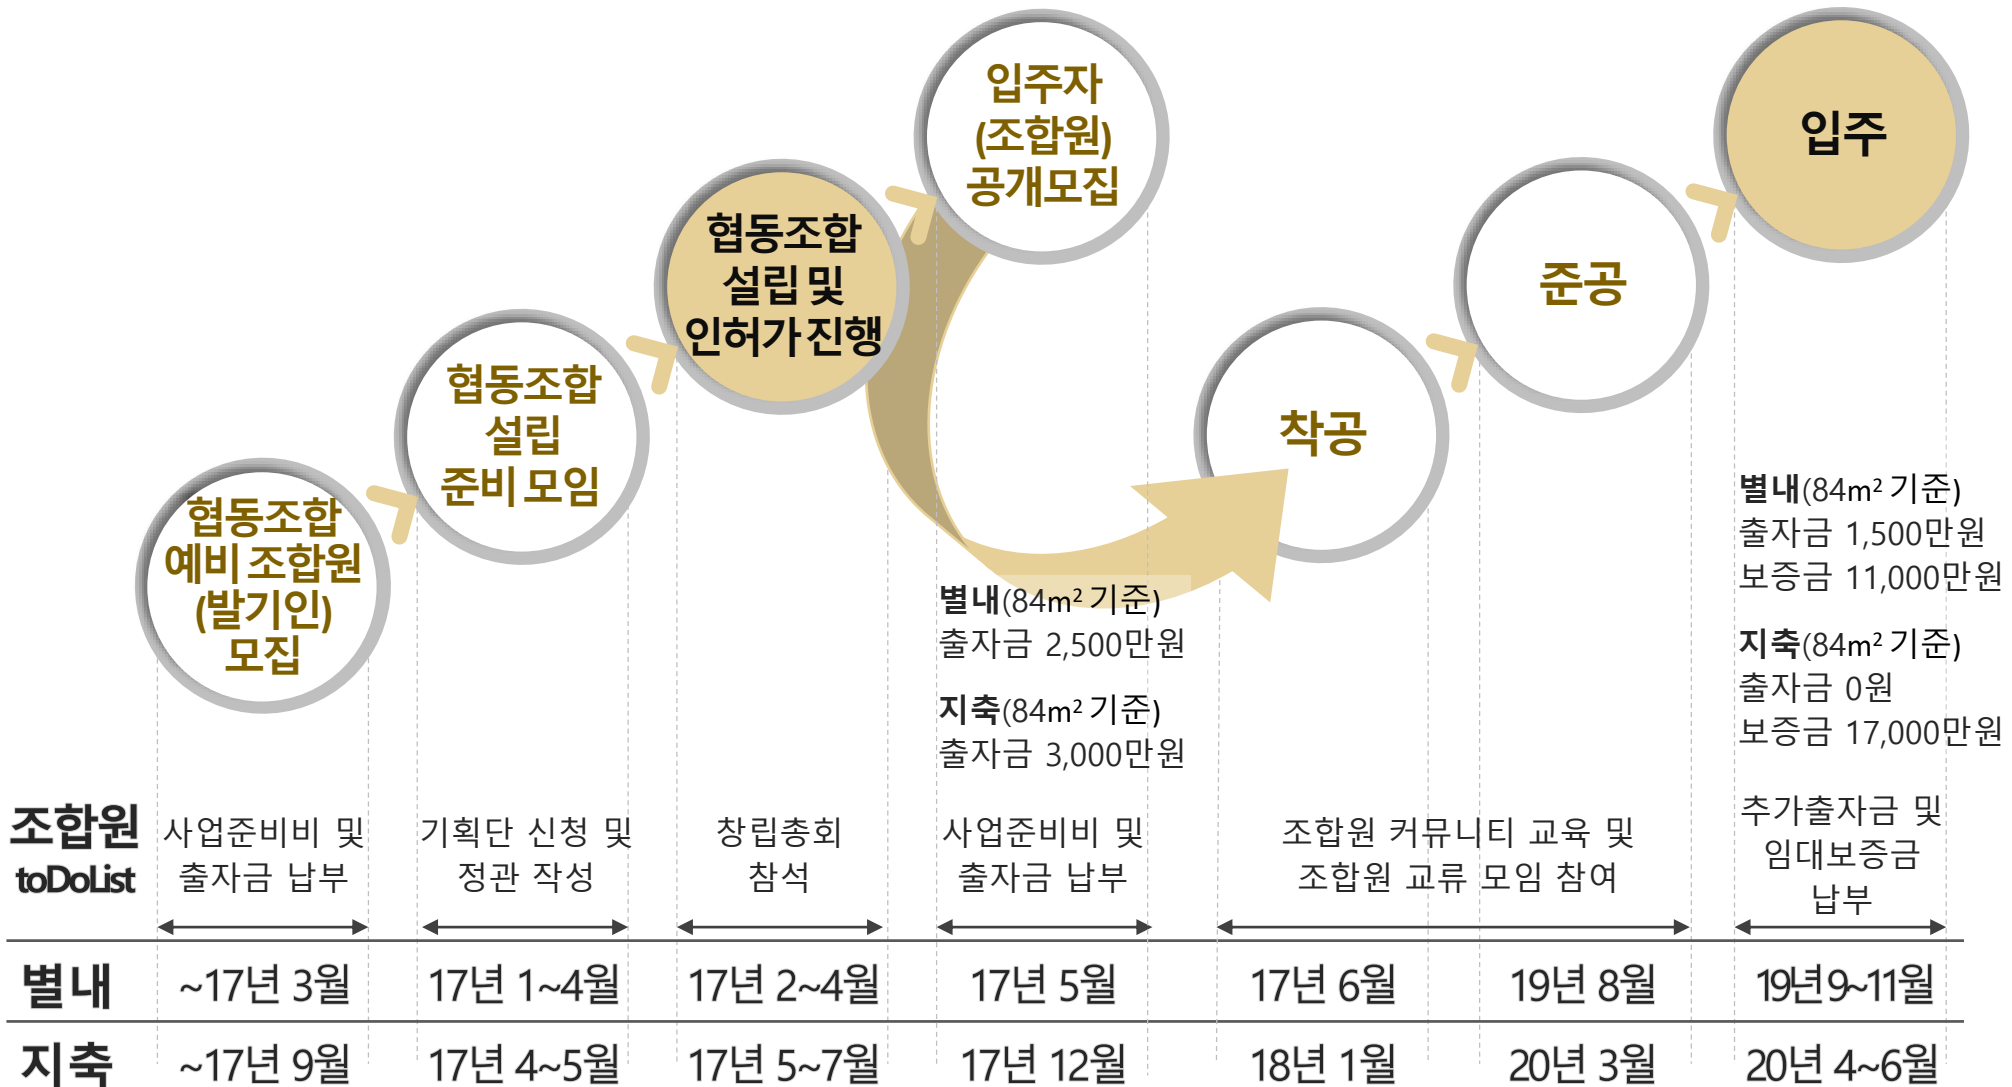 협동조합
예비 조합원
(발기인)
모집
협동조합
설립
준비 모임
협동조합
설립 및
인허가 진행
입주자
(조합원)
공개모집
착공
준공
입주
별내(84m² 기준)
출자금 2,500만원
지축(84m² 기준)
출자금 3,000만원
별내(84m² 기준)
출자금 1,500만원
보증금 11,000만원
지축(84m² 기준)
출자금 0원
보증금 17,000만원
조합원
toDoList
사업준비비 및
출자금 납부
기획단 신청 및
정관 작성
창립총회
참석
사업준비비 및
출자금 납부
조합원 커뮤니티 교육 및
조합원 교류 모임 참여
추가출자금 및
임대보증금
납부
별내 ~17년 3월 17년 1~4월 17년 2~4월 17년 5월 17년 6월 19년 8월 19년9~11월
지축 ~17년 9월 17년 4~5월 17년 5~7월 17년 12월 18년 1월 20년 3월 20년 4~6월